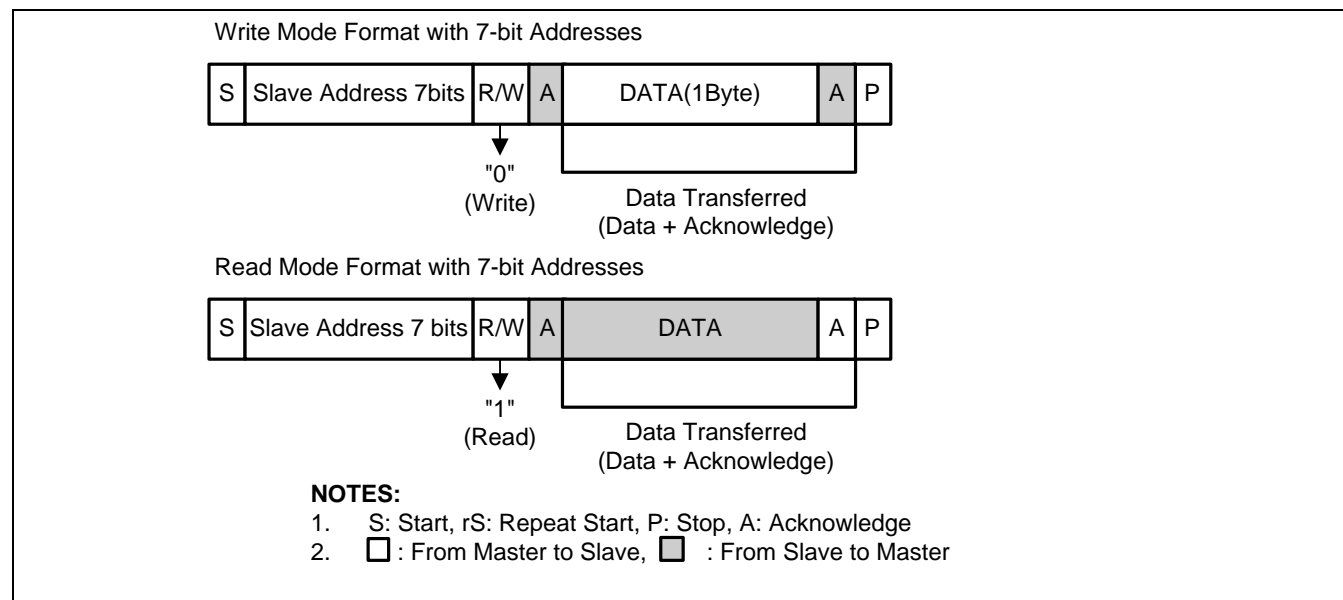 Write Mode Format with 7-bit Addresses
S Slave Address 7bits R/W A DATA(1Byte) A P
"0"
(Write)
Data Transferred
(Data + Acknowledge)
Read Mode Format with 7-bit Addresses
S Slave Address 7 bits R/W A DATA A P
"1"
(Read)
Data Transferred
(Data + Acknowledge)
NOTES:
1. S: Start, rS: Repeat Start, P: Stop, A: Acknowledge
2. : From Master to Slave, : From Slave to Master